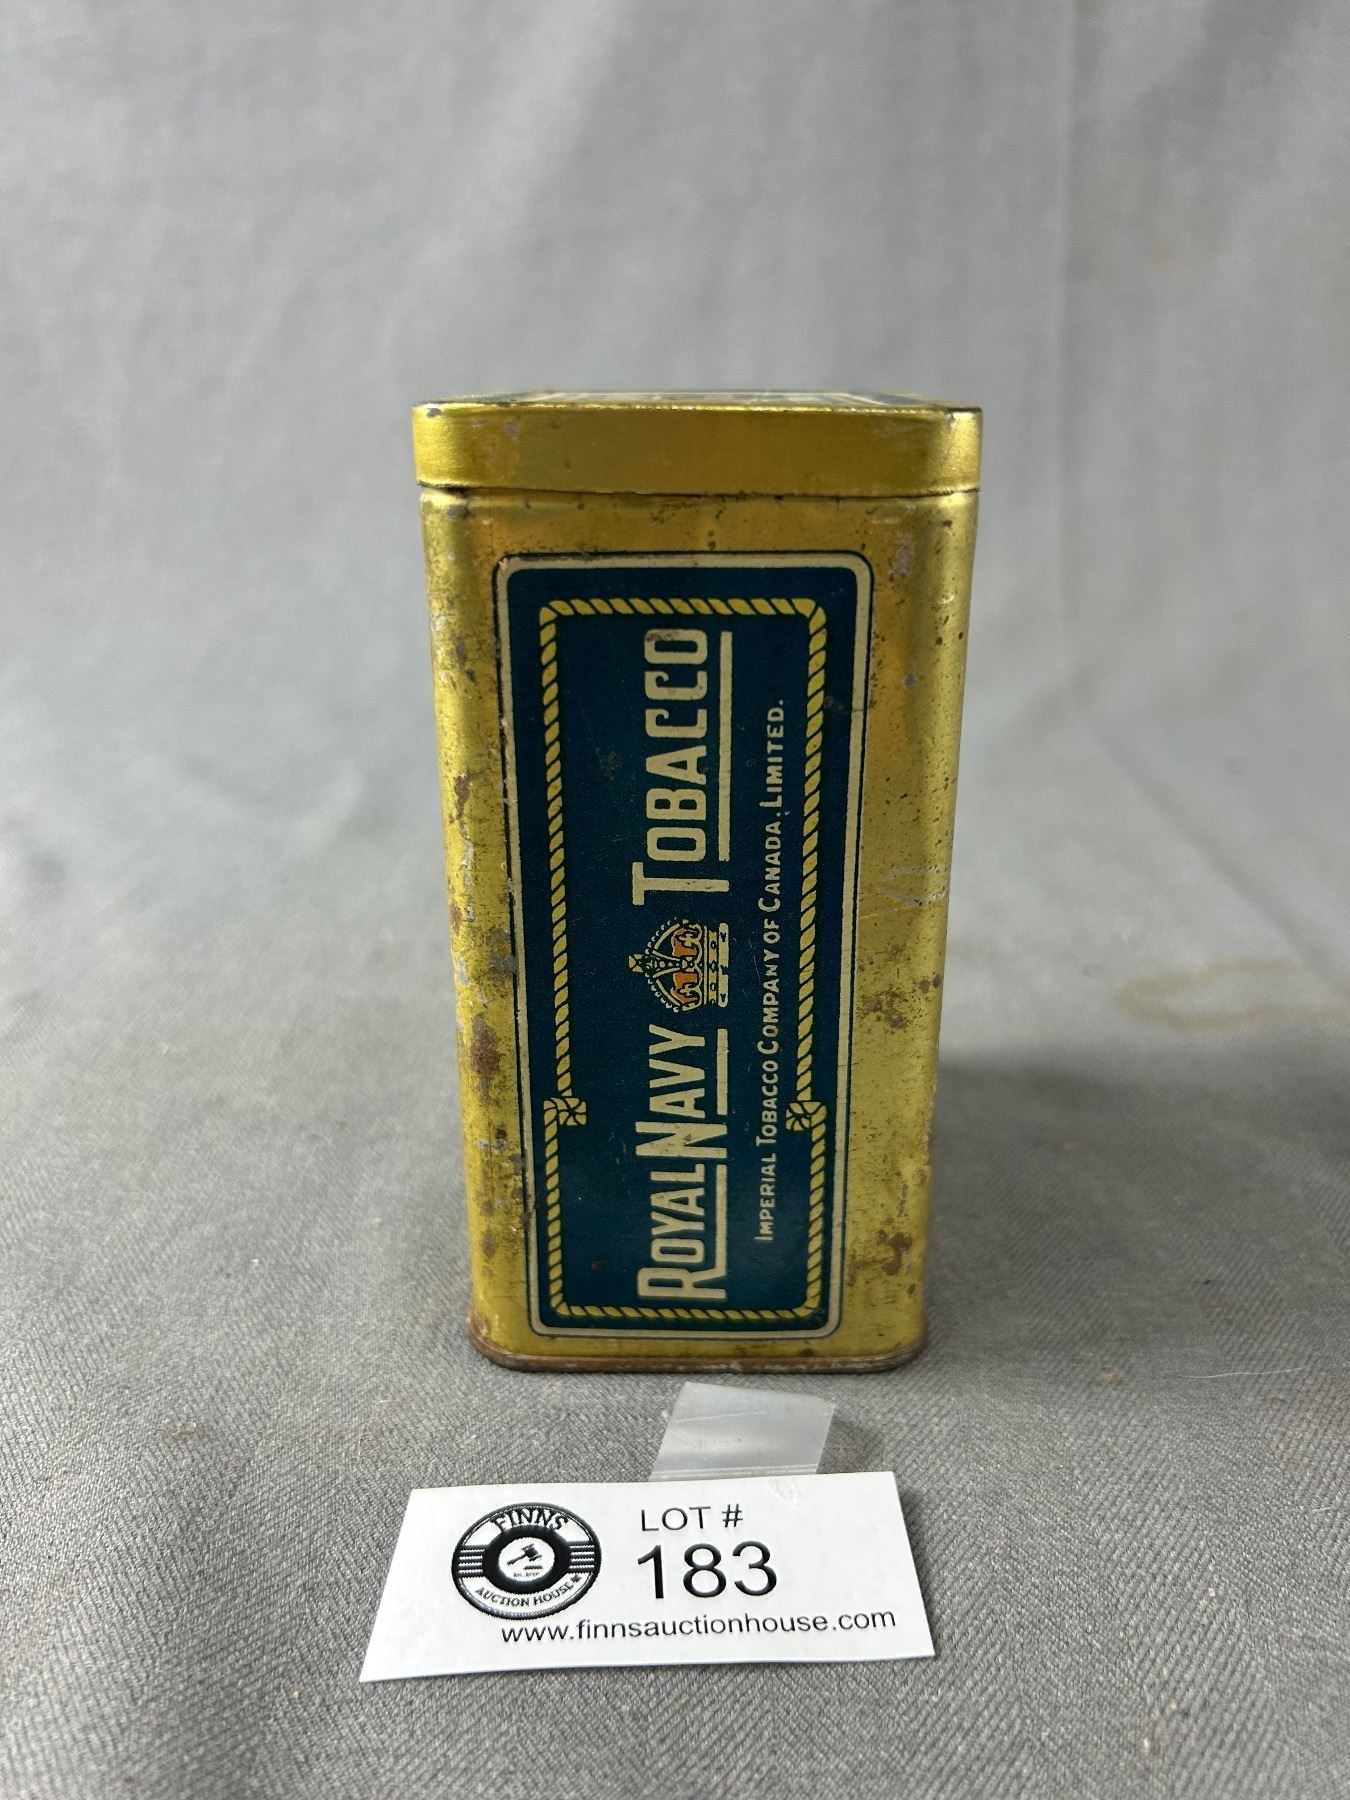 Royal Navy Tobacco
Imperial Tobacco Company of Canada, Limited.
FINNS
AUCTION HOUSE
LOT #
183
www.finnsauctionhouse.com